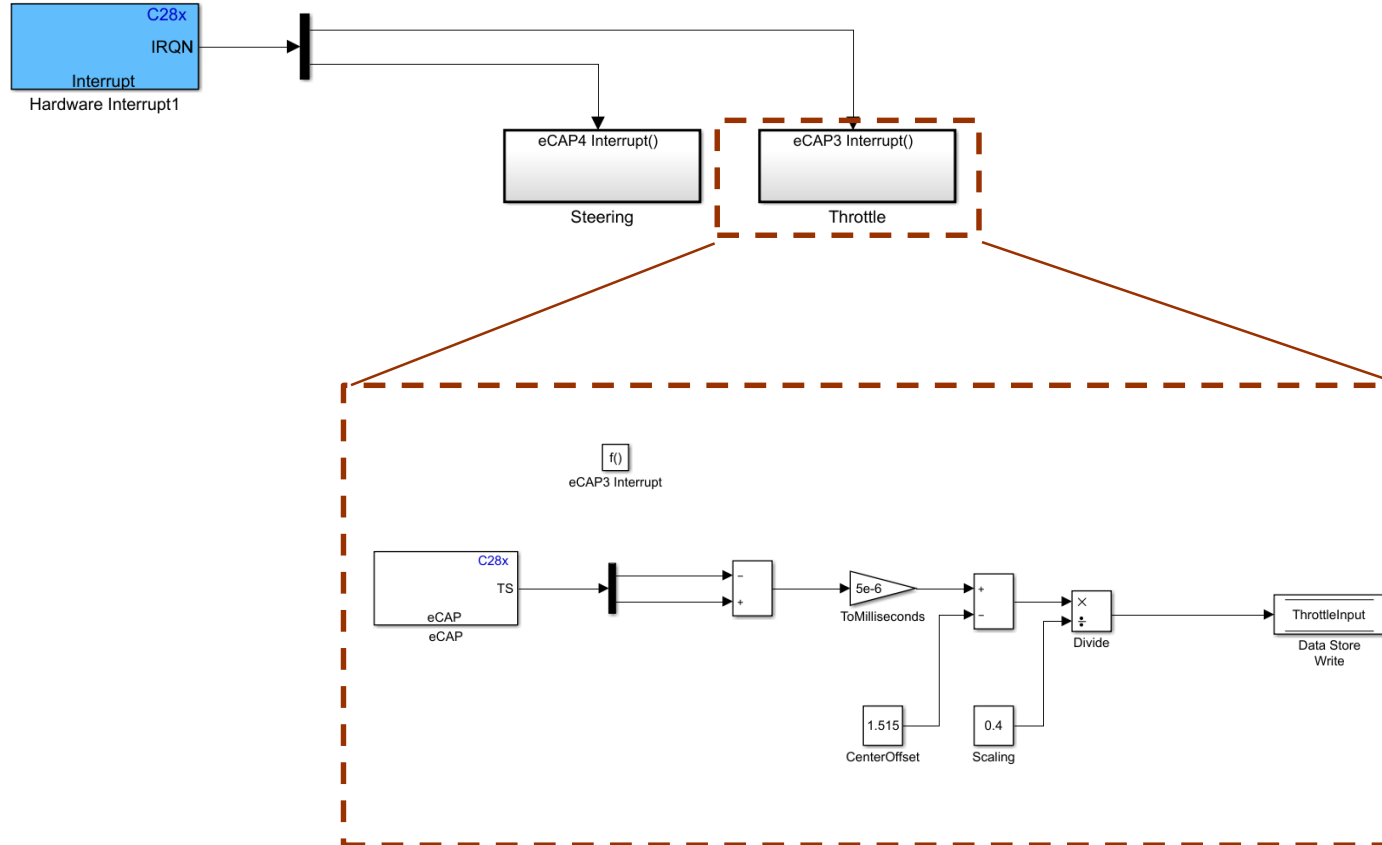 C28x
IRQN
Interrupt
Hardware Interrupt1
eCAP4 Interrupt()
Steering
eCAP3 Interrupt()
Throttle
f()
eCAP3 Interrupt
C28x
TS
eCAP
eCAP
−
+
5e-6
ToMilliseconds
+
−
1.515
CenterOffset
0.4
Scaling
×
÷
Divide
ThrottleInput
Data Store
Write